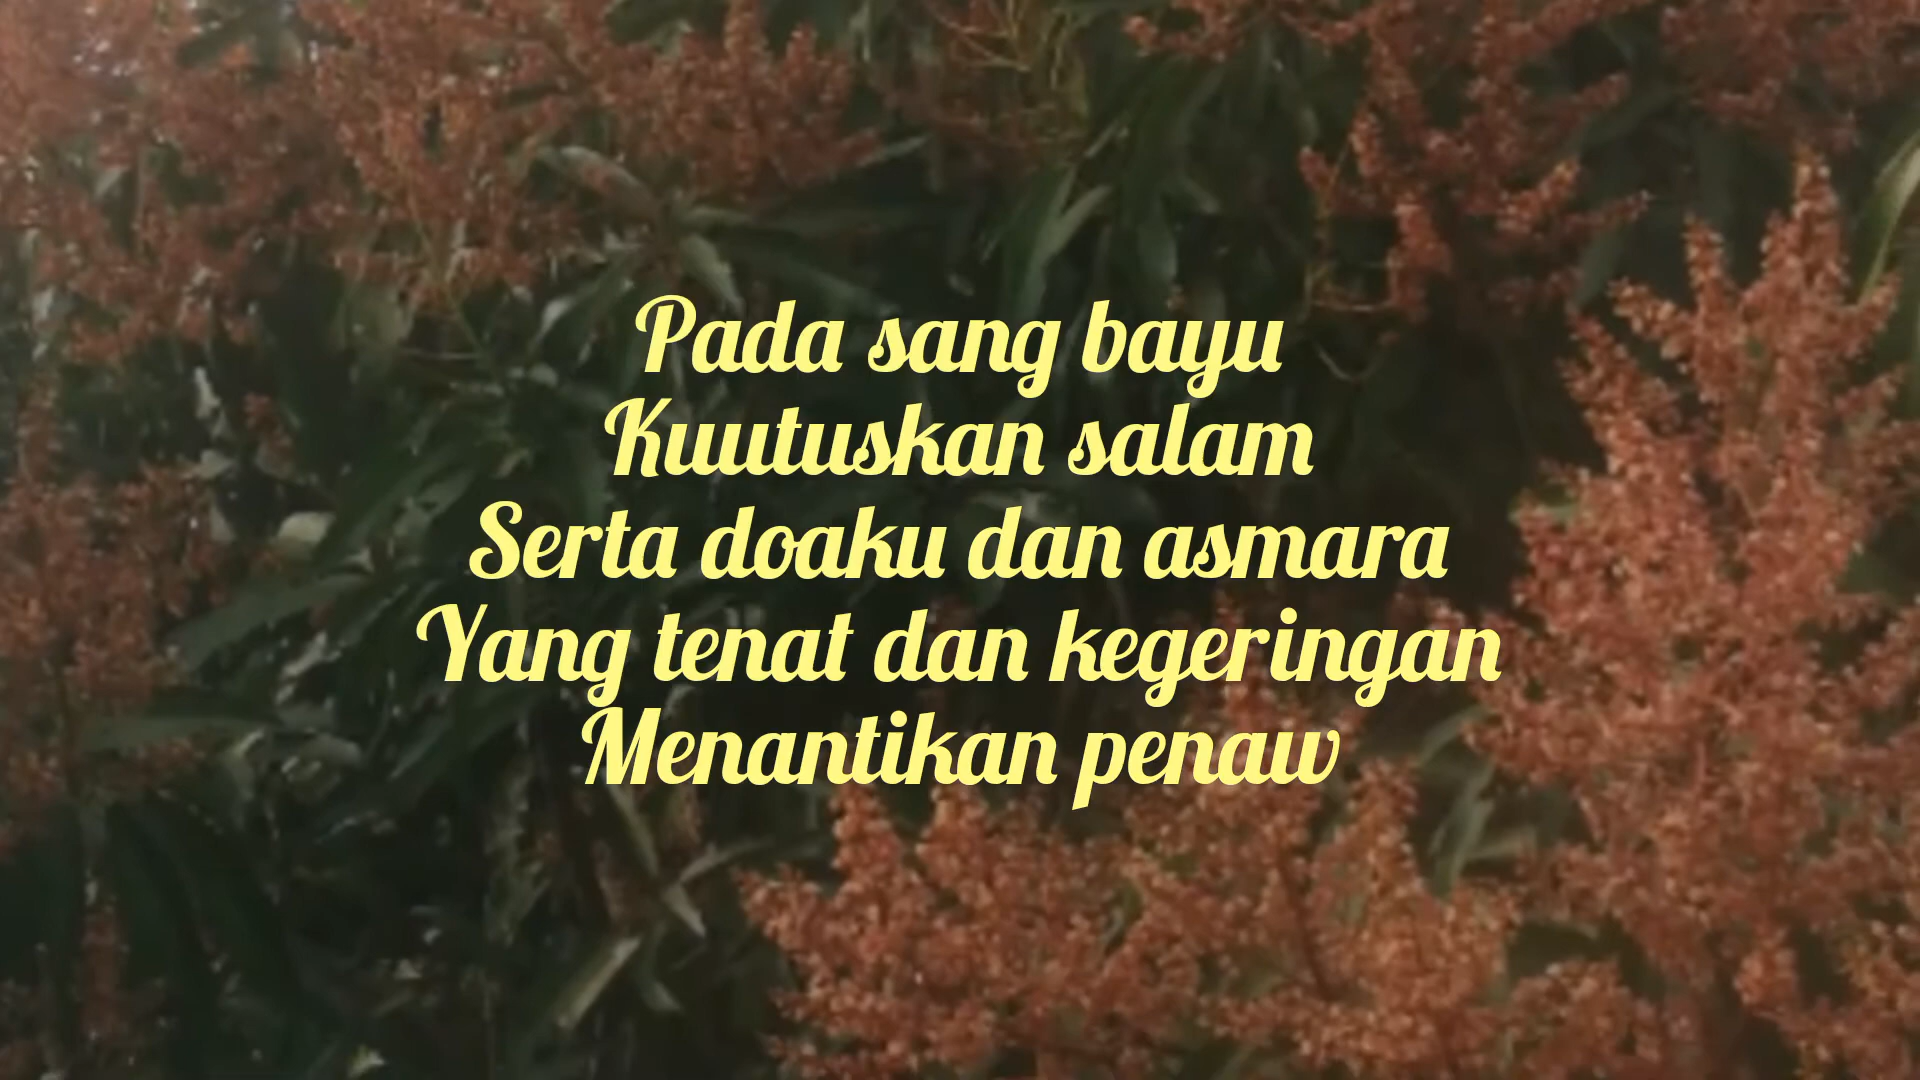 Pada sang bayu
Kuutuskan salam
Serta doaku dan asmara
Yang tenat dan kegeringan
Menantikan penaw